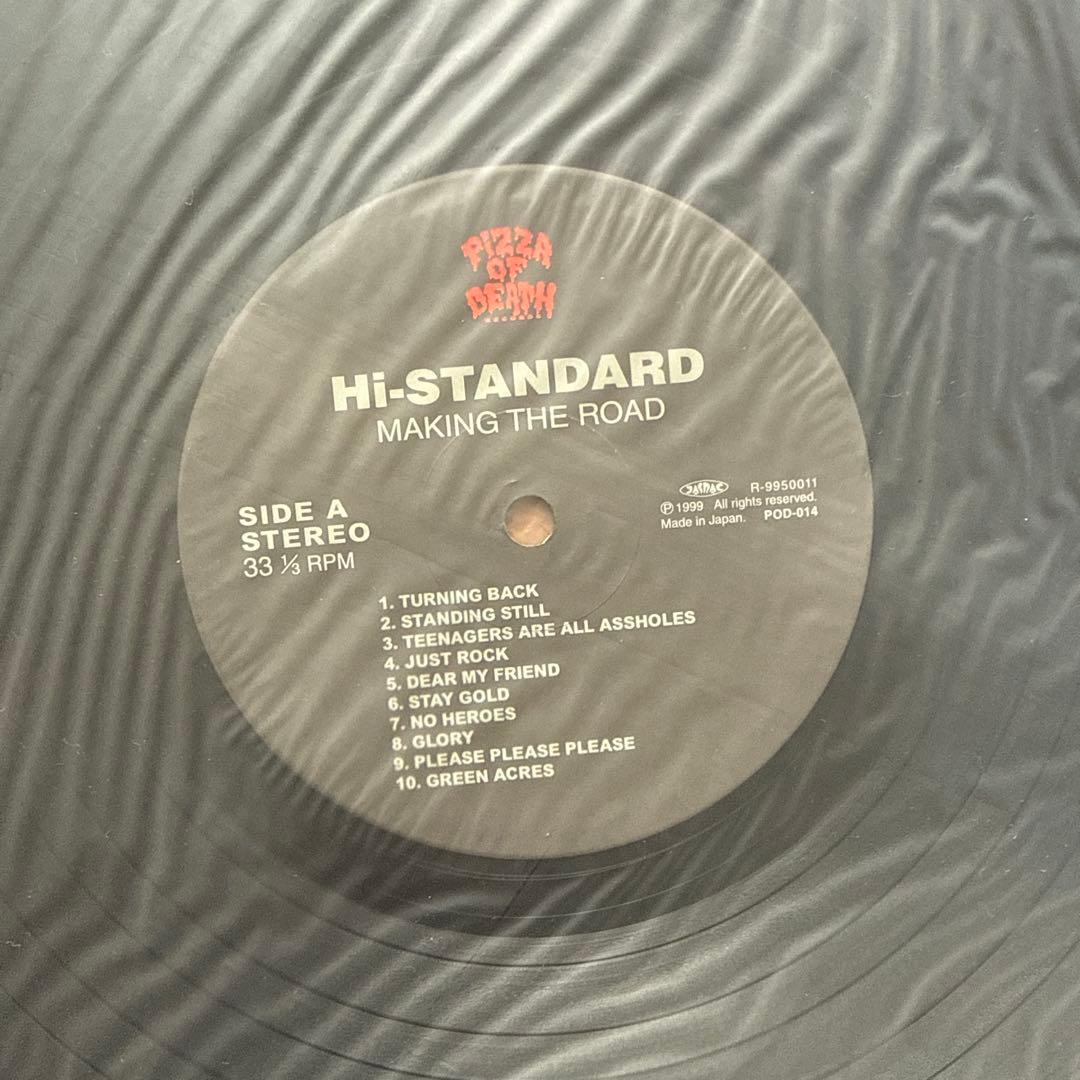 PIZZA
OF
DEATH
Hi-STANDARD
MAKING THE ROAD
SIDE A
STEREO
33 ⅓ RPM
JASRAC R-9950011
Ⓟ 1999 All rights reserved.
Made in Japan. POD-014
1. TURNING BACK
2. STANDING STILL
3. TEENAGERS ARE ALL ASSHOLES
4. JUST ROCK
5. DEAR MY FRIEND
6. STAY GOLD
7. NO HEROES
8. GLORY
9. PLEASE PLEASE PLEASE
10. GREEN ACRES